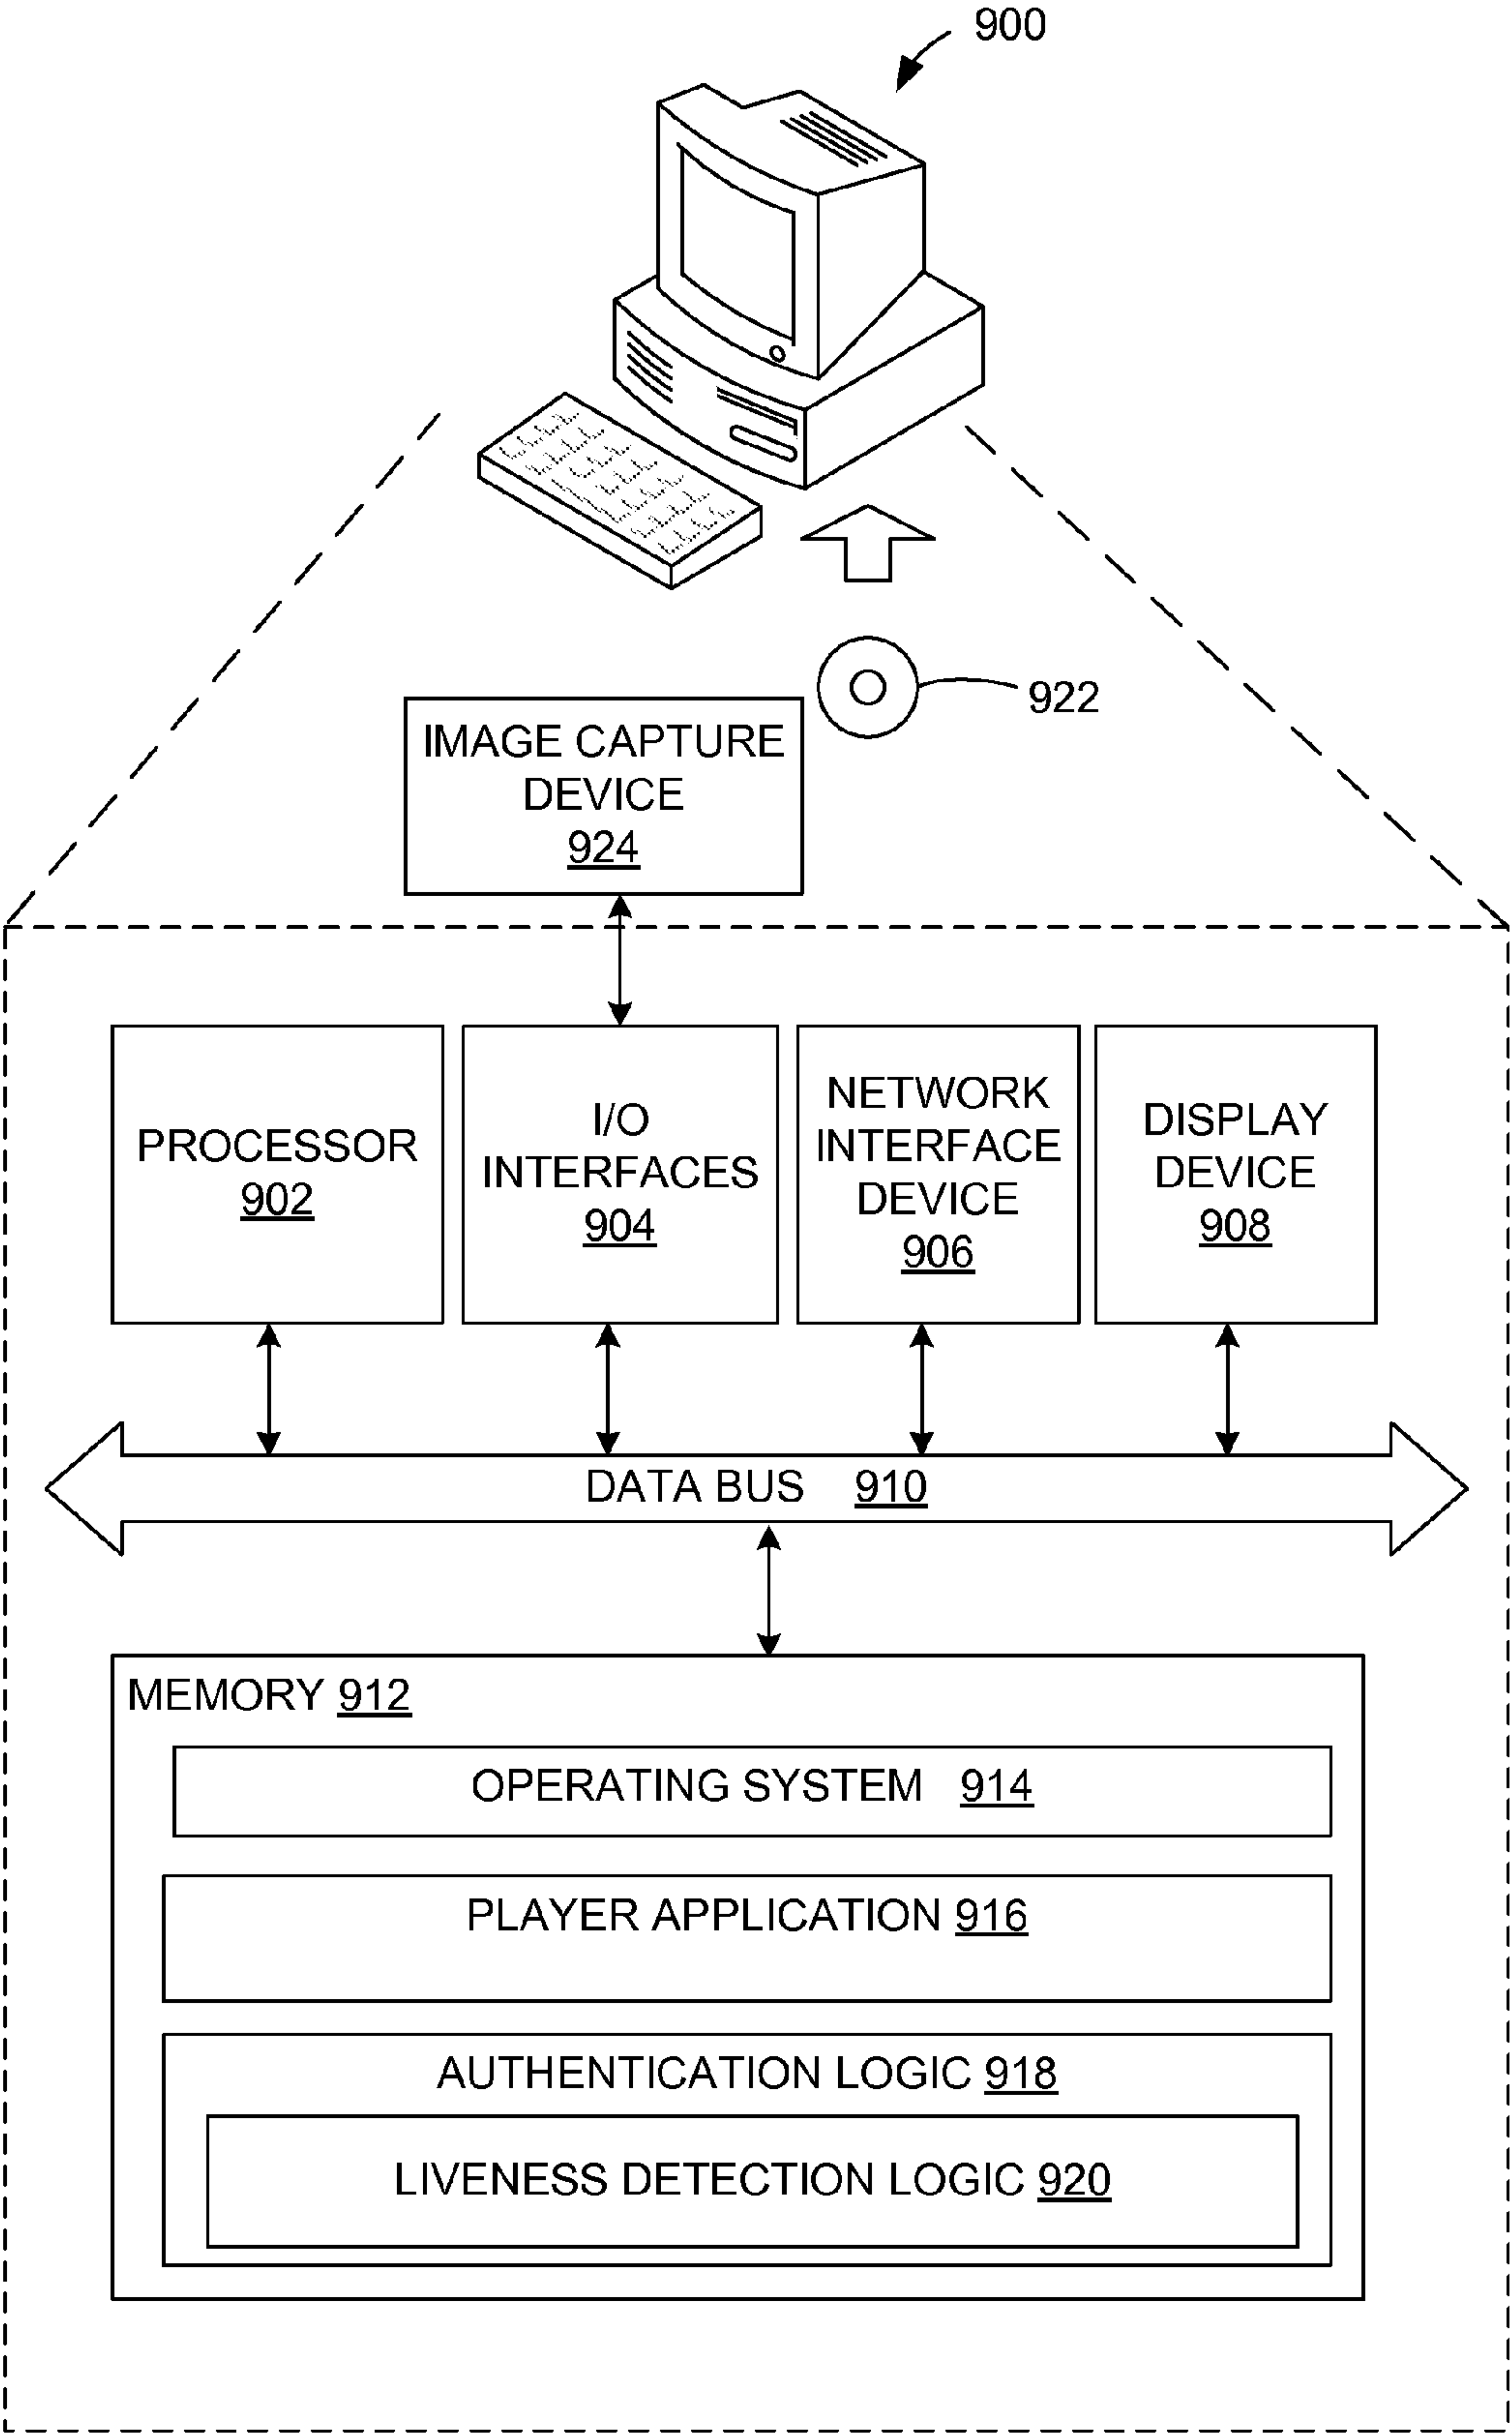 900
922
IMAGE CAPTURE
DEVICE
924
PROCESSOR
902
I/O
INTERFACES
904
NETWORK
INTERFACE
DEVICE
906
DISPLAY
DEVICE
908
DATA BUS 910
MEMORY 912
OPERATING SYSTEM 914
PLAYER APPLICATION 916
AUTHENTICATION LOGIC 918
LIVENESS DETECTION LOGIC 920